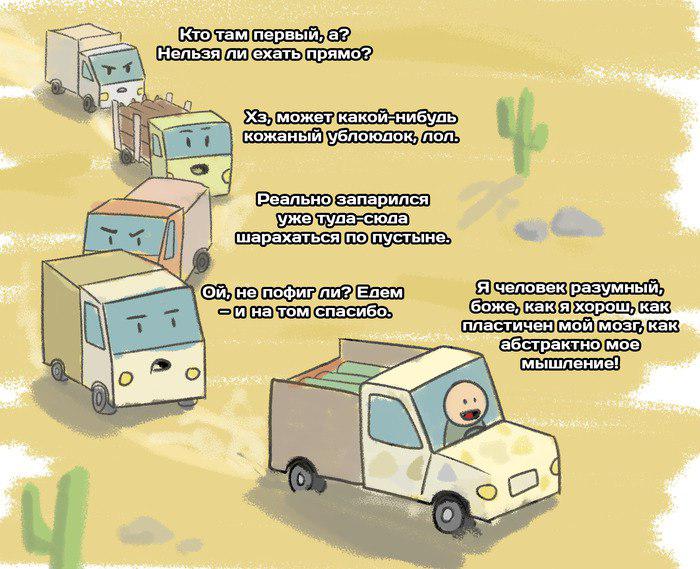 Кто там первый, а?
Нельзя ли ехать прямо?
Хз, может какой-нибудь
кожаный ублюдок, лол.
Реально запарился
уже туда-сюда
шарахаться по пустыне.
Ой, не пофиг ли? Едем
– и на том спасибо.
Я человек разумный,
боже, как я хорош, как
пластичен мой мозг, как
абстрактно мое
мышление!